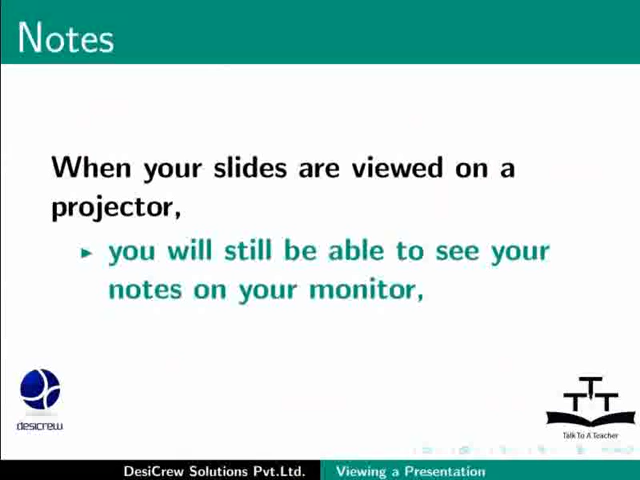 Notes
When your slides are viewed on a
projector,
you will still be able to see your
notes on your monitor,
desicrew
T T T
Talk To A Teacher
DesiCrew Solutions Pvt.Ltd.
Viewing a Presentation